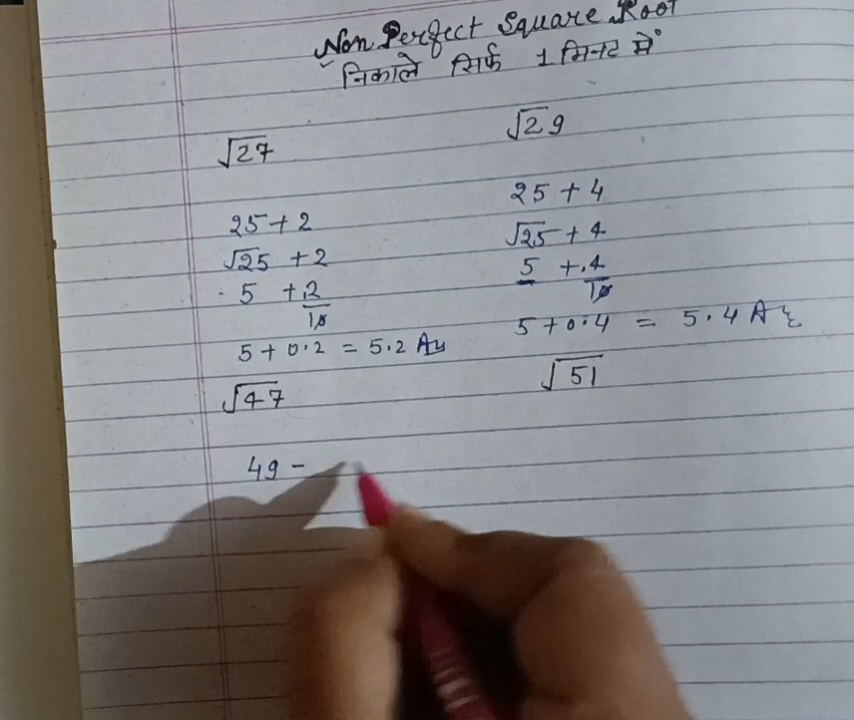 Non Perfect Square Root
निकाले सिर्फ 1 मिनट में
√27
25 + 2
√25 + 2
5 + .2
10
5 + 0.2 = 5.2 Ans
√29
25 + 4
√25 + 4
5 + .4
10
5 + 0.4 = 5.4 Ans
√47
49 -
√51